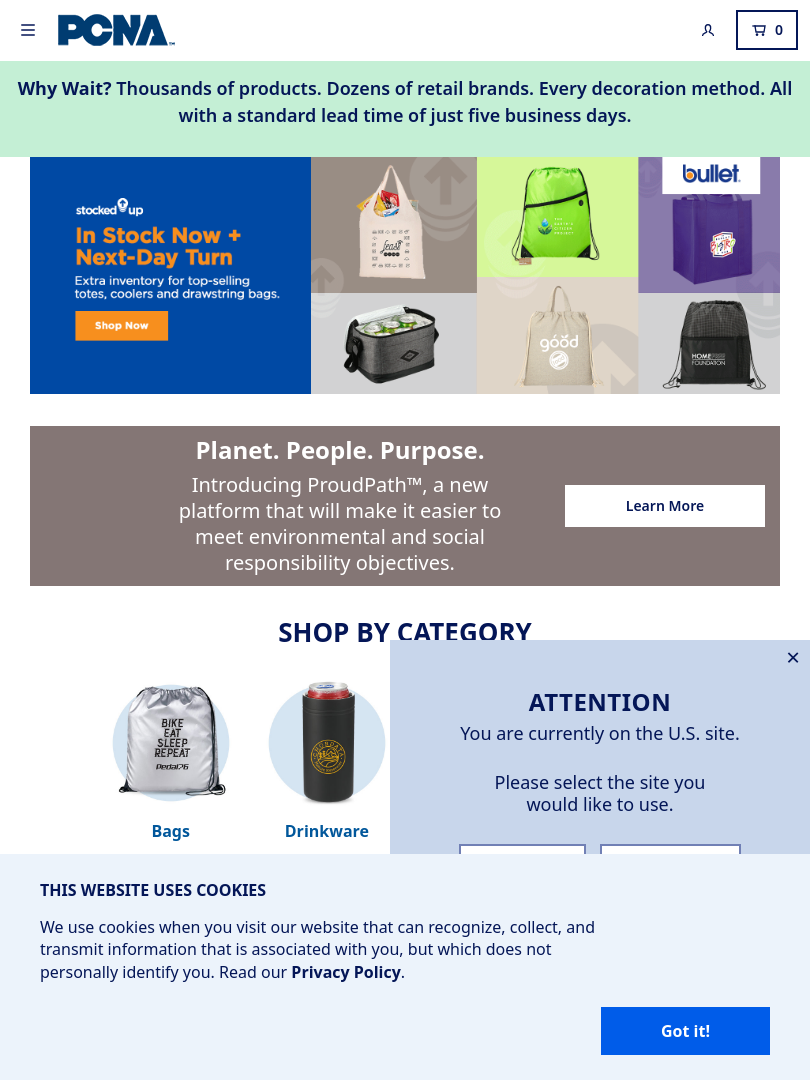 PCNA
0
Why Wait? Thousands of products. Dozens of retail brands. Every decoration method. All
with a standard lead time of just five business days.
stocked up
In Stock Now +
Next-Day Turn
Extra inventory for top-selling
totes, coolers and drawstring bags.
Shop Now
feast
bullet.
good
HOMEFREE
FOUNDATION
Planet. People. Purpose.
Introducing ProudPath™, a new
platform that will make it easier to
meet environmental and social
responsibility objectives.
Learn More
SHOP BY CATEGORY
ATTENTION
You are currently on the U.S. site.
Please select the site you
would like to use.
BIKE
EAT
SLEEP
REPEAT
Pedal76
Bags
Drinkware
THIS WEBSITE USES COOKIES
We use cookies when you visit our website that can recognize, collect, and
transmit information that is associated with you, but which does not
personally identify you. Read our Privacy Policy.
Got it!